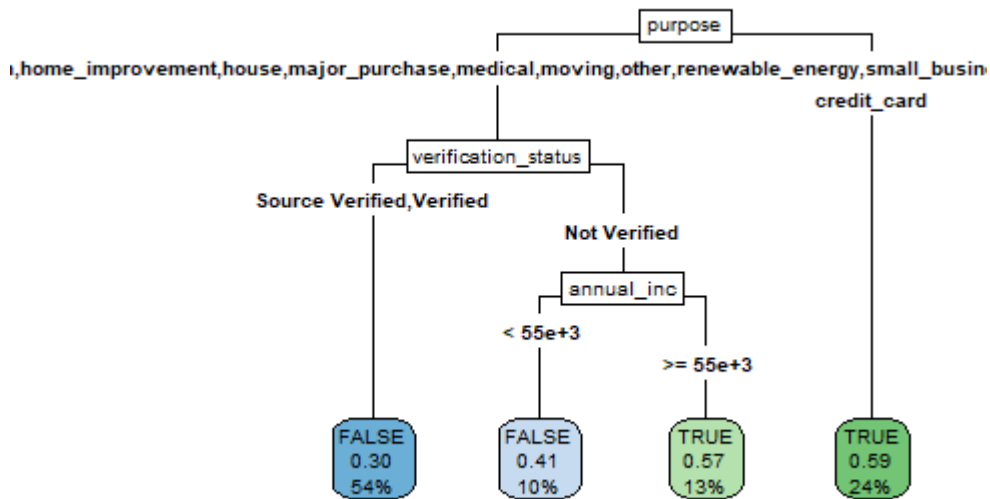 purpose
,home_improvement,house,major_purchase,medical,moving,other,renewable_energy,small_busin
credit_card
verification_status
Source Verified,Verified
Not Verified
annual_inc
< 55e+3
>= 55e+3
FALSE
0.30
54%
FALSE
0.41
10%
TRUE
0.57
13%
TRUE
0.59
24%